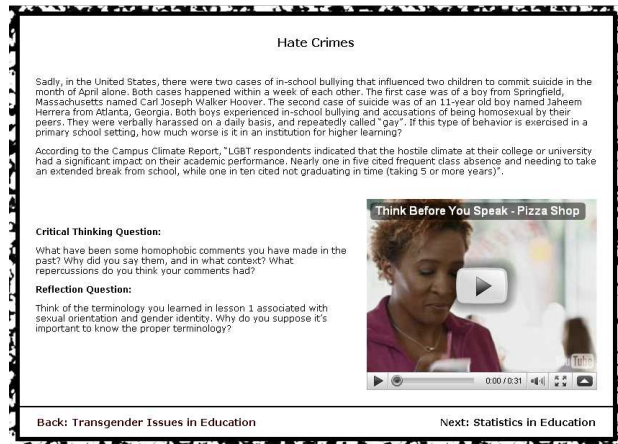 Hate Crimes
Sadly, in the United States, there were two cases of in-school bullying that influenced two children to commit suicide in the
month of April alone. Both cases happened within a week of each other. The first case was of a boy from Springfield,
Massachusetts named Carl Joseph Walker Hoover. The second case of suicide was of an 11-year old boy named Jaheem
Herrera from Atlanta, Georgia. Both boys experienced in-school bullying and accusations of being homosexual by their
peers. They were verbally harassed on a daily basis, and repeatedly called "gay". If this type of behavior is exercised in a
primary school setting, how much worse is it in an institution for higher learning?
According to the Campus Climate Report, "LGBT respondents indicated that the hostile climate at their college or university
had a significant impact on their academic performance. Nearly one in five cited frequent class absence and needing to take
an extended break from school, while one in ten cited not graduating in time (taking 5 or more years)".
Critical Thinking Question:
What have been some homophobic comments you have made in the
past? Why did you say them, and in what context? What
repercussions do you think your comments had?
Reflection Question:
Think of the terminology you learned in lesson 1 associated with
sexual orientation and gender identity. Why do you suppose it's
important to know the proper terminology?
Think Before You Speak - Pizza Shop
YouTube
0:00 / 0:31
Back: Transgender Issues in Education
Next: Statistics in Education